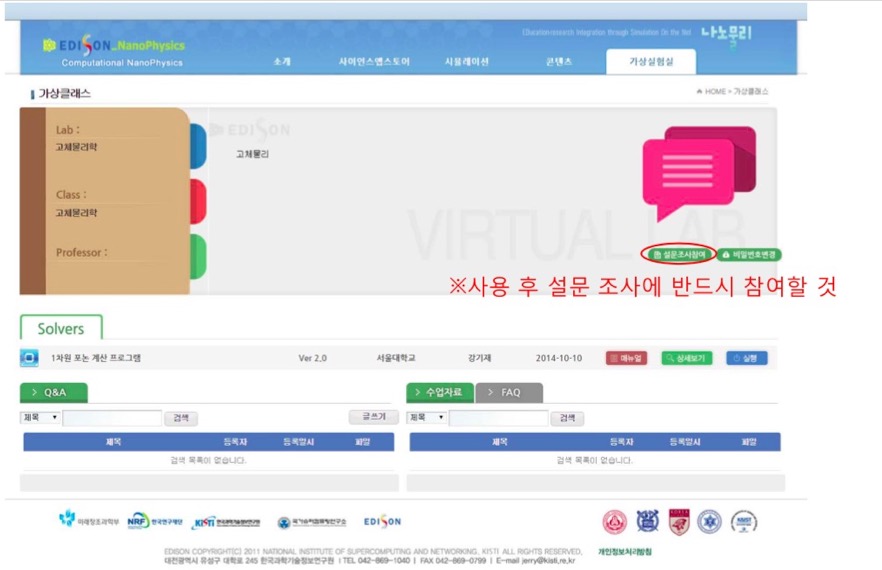 EDISON_NanoPhysics
Computational NanoPhysics
(Education-research Integration through Simulation On the Net
나노물리
소개
사이언스앱스토어
시뮬레이션
콘텐츠
가상실험실
가상클래스
HOME > 가상클래스
Lab :
고체물리학
Class :
고체물리학
Professor :
EDISON
고체물리
VIRTUAL LAB
설문조사참여
비밀번호변경
※사용 후 설문 조사에 반드시 참여할 것
Solvers
1차원 포논 계산 프로그램 Ver 2.0 서울대학교 강기재 2014-10-10 매뉴얼 상세보기 실행
> Q&A
제목 검색 글쓰기
제목 등록자 등록일시 파일
검색 목록이 없습니다.
> 수업자료 > FAQ
제목 검색
제목 등록자 등록일시 파일
검색 목록이 없습니다.
미래창조과학부 NRF 한국연구재단 KiSTi 한국과학기술정보연구원 국가슈퍼컴퓨팅연구소 EDISON
EDISON COPYRIGHT(C) 2011 NATIONAL INSTITUTE OF SUPERCOMPUTING AND NETWORKING, KISTI ALL RIGHTS RESERVED,
개인정보처리방침
대전광역시 유성구 대학로 245 한국과학기술정보연구원 | TEL 042-869-1040 | FAX 042-869-0799 | E-mail jerry@kisti,re,kr